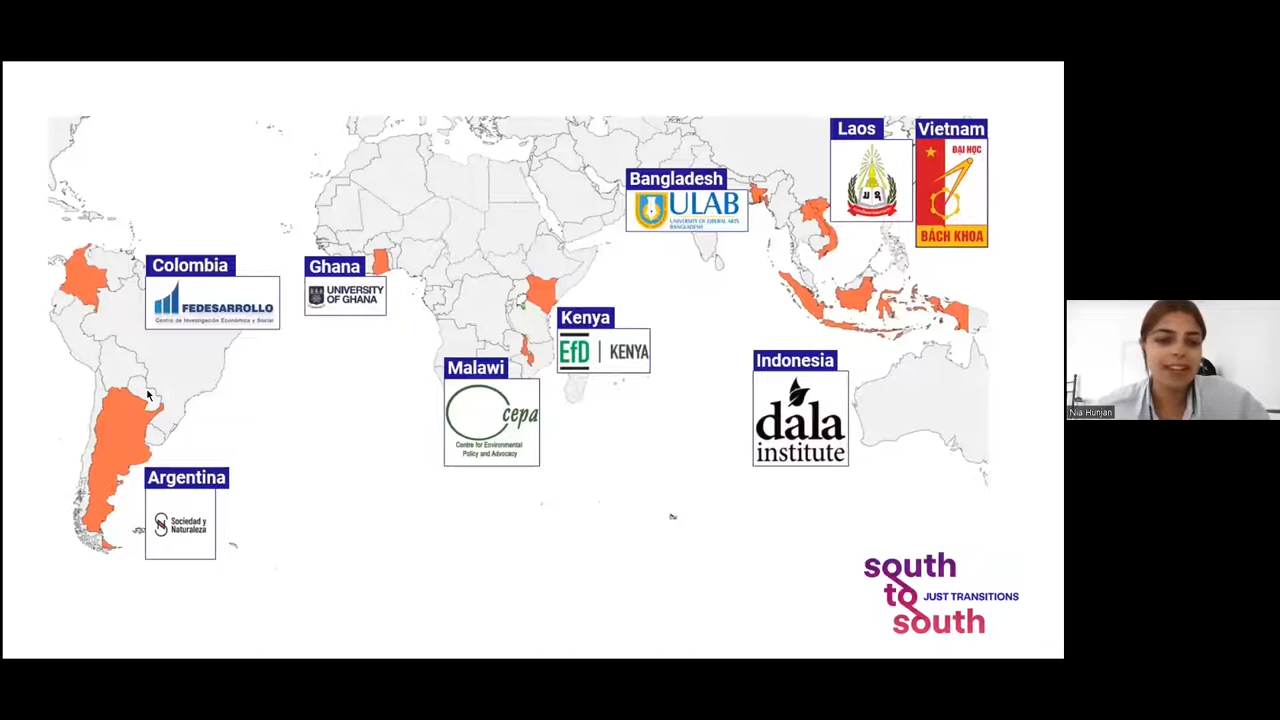 Laos
Vietnam
ĐẠI HỌC
BÁCH KHOA
Bangladesh
ULAB
UNIVERSITY OF LIBERAL ARTS
BANGLADESH
Colombia
FEDESARROLLO
Centro de Investigación Económica y Social
Ghana
UNIVERSITY
OF GHANA
Kenya
EfD | KENYA
Malawi
cepa
Centre for Environmental
Policy and Advocacy
Indonesia
dala
institute
Argentina
Sociedad y
Naturaleza
south
to JUST TRANSITIONS
south
Nia Hunjan